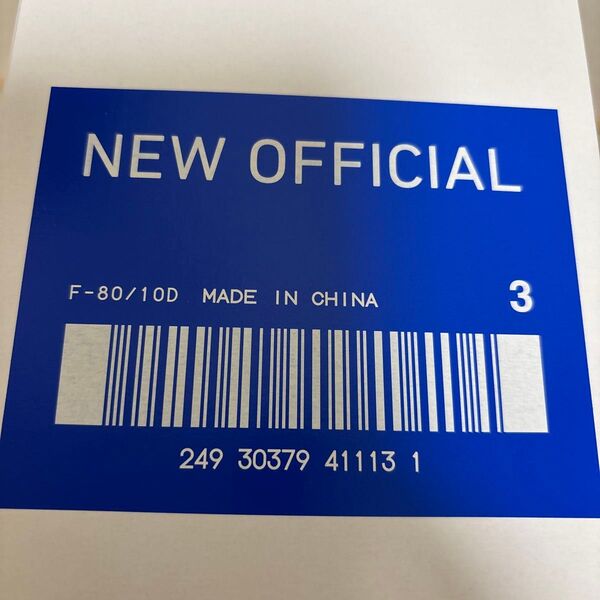 NEW OFFICIAL
F-80/10D MADE IN CHINA 3
249 30379 41113 1